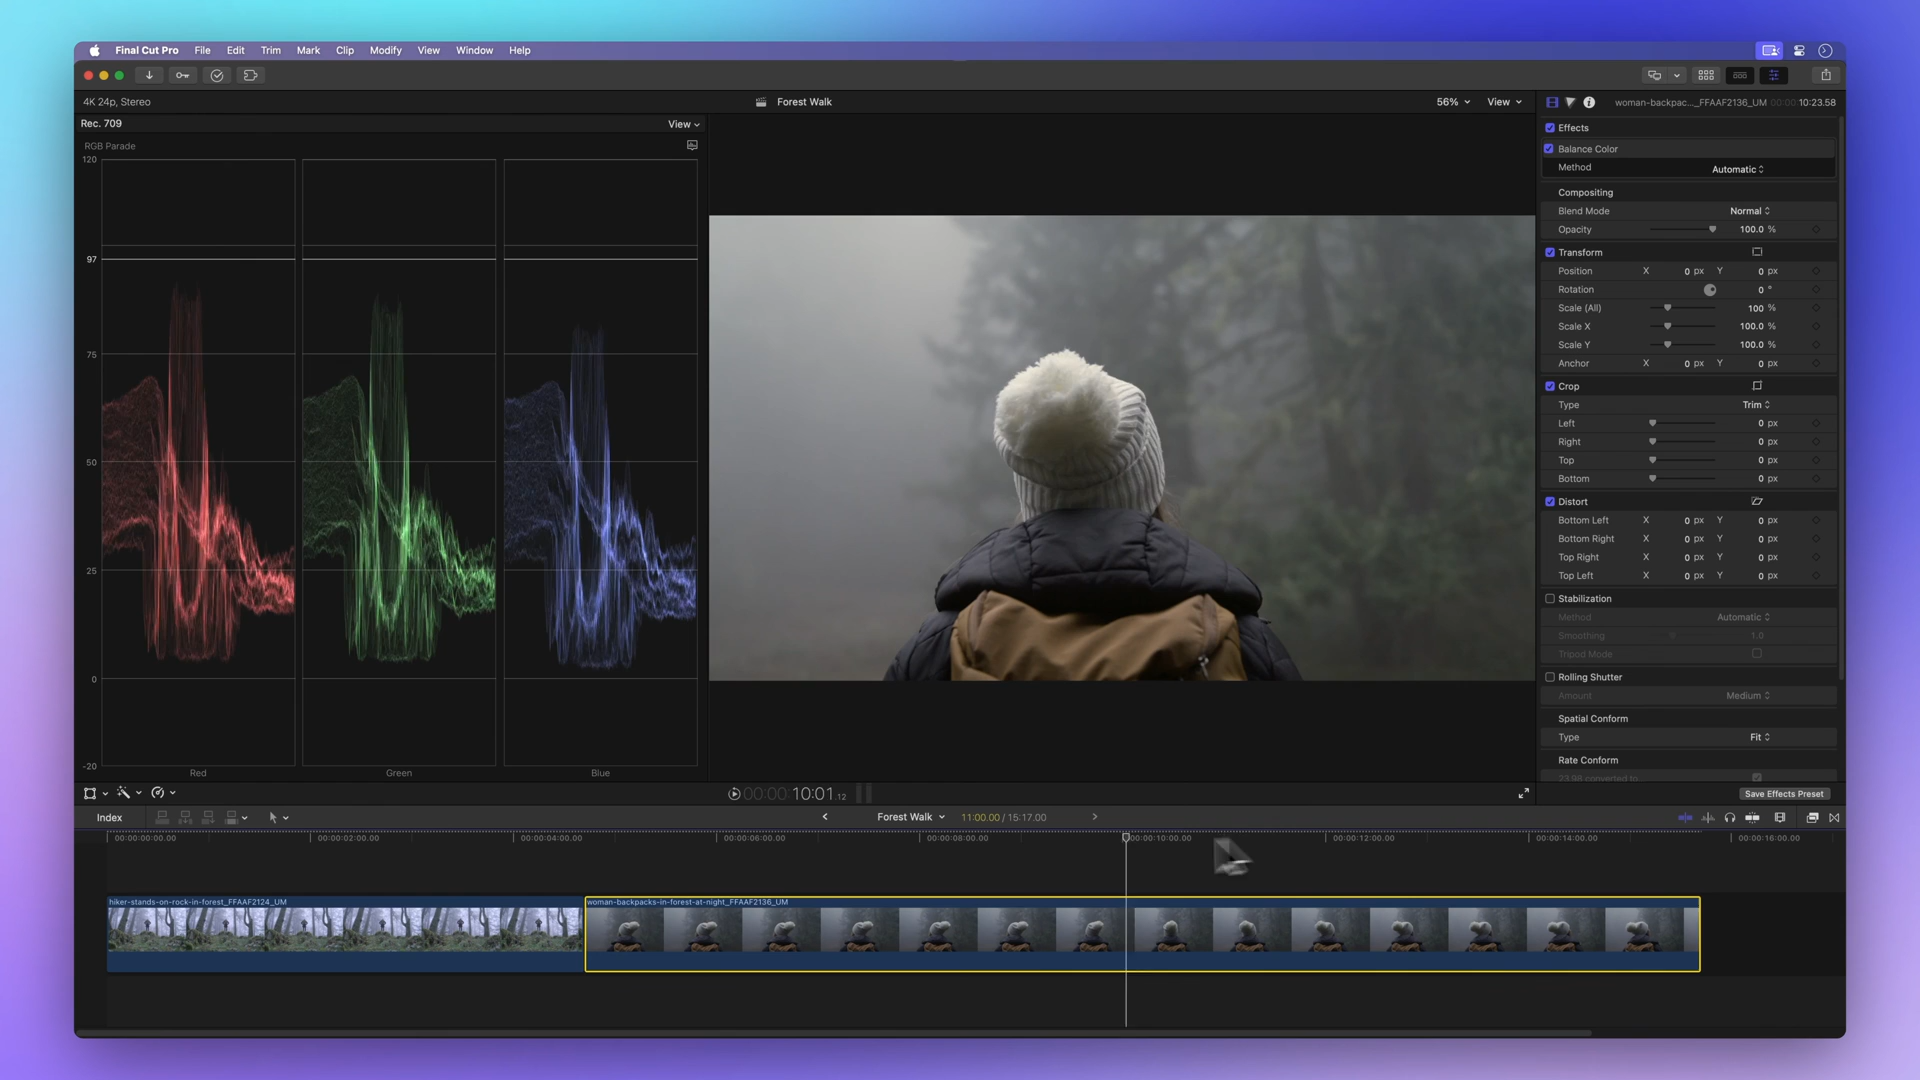 Final Cut Pro File Edit Trim Mark Clip Modify View Window Help
4K 24p, Stereo
Forest Walk
56%
View
woman-backpac..._FFAAF2136_UM 00:00:10:23.58
Rec. 709
View
RGB Parade
120
97
75
50
25
0
-20
Red
Green
Blue
Effects
Balance Color
Method Automatic
Compositing
Blend Mode Normal
Opacity 100.0 %
Transform
Position X 0 px Y 0 px
Rotation 0 °
Scale (All) 100 %
Scale X 100.0 %
Scale Y 100.0 %
Anchor X 0 px Y 0 px
Crop
Type Trim
Left 0 px
Right 0 px
Top 0 px
Bottom 0 px
Distort
Bottom Left X 0 px Y 0 px
Bottom Right X 0 px Y 0 px
Top Right X 0 px Y 0 px
Top Left X 0 px Y 0 px
Stabilization
Method Automatic
Smoothing 1.0
Tripod Mode
Rolling Shutter
Amount Medium
Spatial Conform
Type Fit
Rate Conform
Save Effects Preset
00:00:10:01.12
Index
Forest Walk
11:00.00 / 15:17.00
00:00:00:00.00 00:00:02:00.00 00:00:04:00.00 00:00:06:00.00 00:00:08:00.00 00:00:10:00.00 00:00:12:00.00 00:00:14:00.00 00:00:16:00.00
hiker-stands-on-rock-in-forest_FFAAF2124_UM
woman-backpacks-in-forest-at-night_FFAAF2136_UM